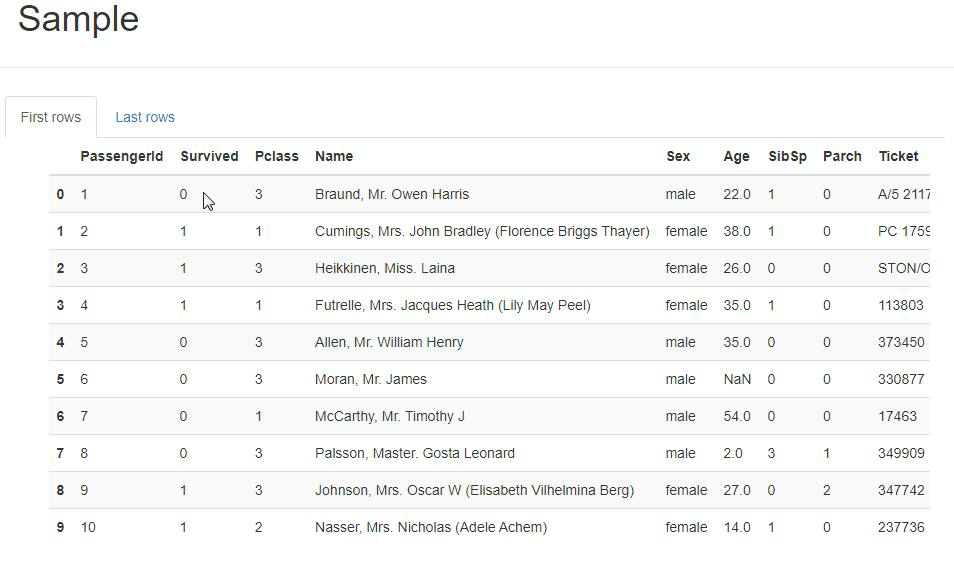 Sample
First rows Last rows
PassengerId Survived Pclass Name Sex Age SibSp Parch Ticket
0 1 0 3 Braund, Mr. Owen Harris male 22.0 1 0 A/5 2117
1 2 1 1 Cumings, Mrs. John Bradley (Florence Briggs Thayer) female 38.0 1 0 PC 1759
2 3 1 3 Heikkinen, Miss. Laina female 26.0 0 0 STON/O
3 4 1 1 Futrelle, Mrs. Jacques Heath (Lily May Peel) female 35.0 1 0 113803
4 5 0 3 Allen, Mr. William Henry male 35.0 0 0 373450
5 6 0 3 Moran, Mr. James male NaN 0 0 330877
6 7 0 1 McCarthy, Mr. Timothy J male 54.0 0 0 17463
7 8 0 3 Palsson, Master. Gosta Leonard male 2.0 3 1 349909
8 9 1 3 Johnson, Mrs. Oscar W (Elisabeth Vilhelmina Berg) female 27.0 0 2 347742
9 10 1 2 Nasser, Mrs. Nicholas (Adele Achem) female 14.0 1 0 237736